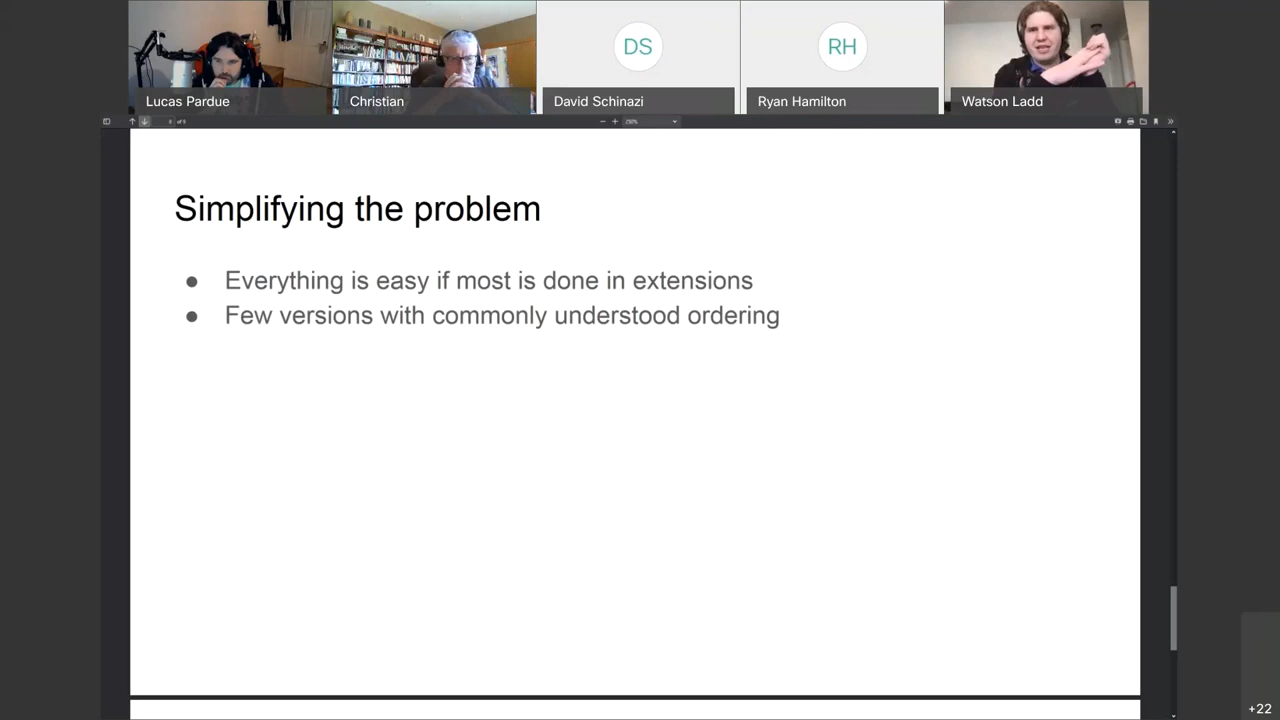 DS
RH
Lucas Pardue
Christian
David Schinazi
Ryan Hamilton
Watson Ladd
Simplifying the problem
● Everything is easy if most is done in extensions
● Few versions with commonly understood ordering
+22